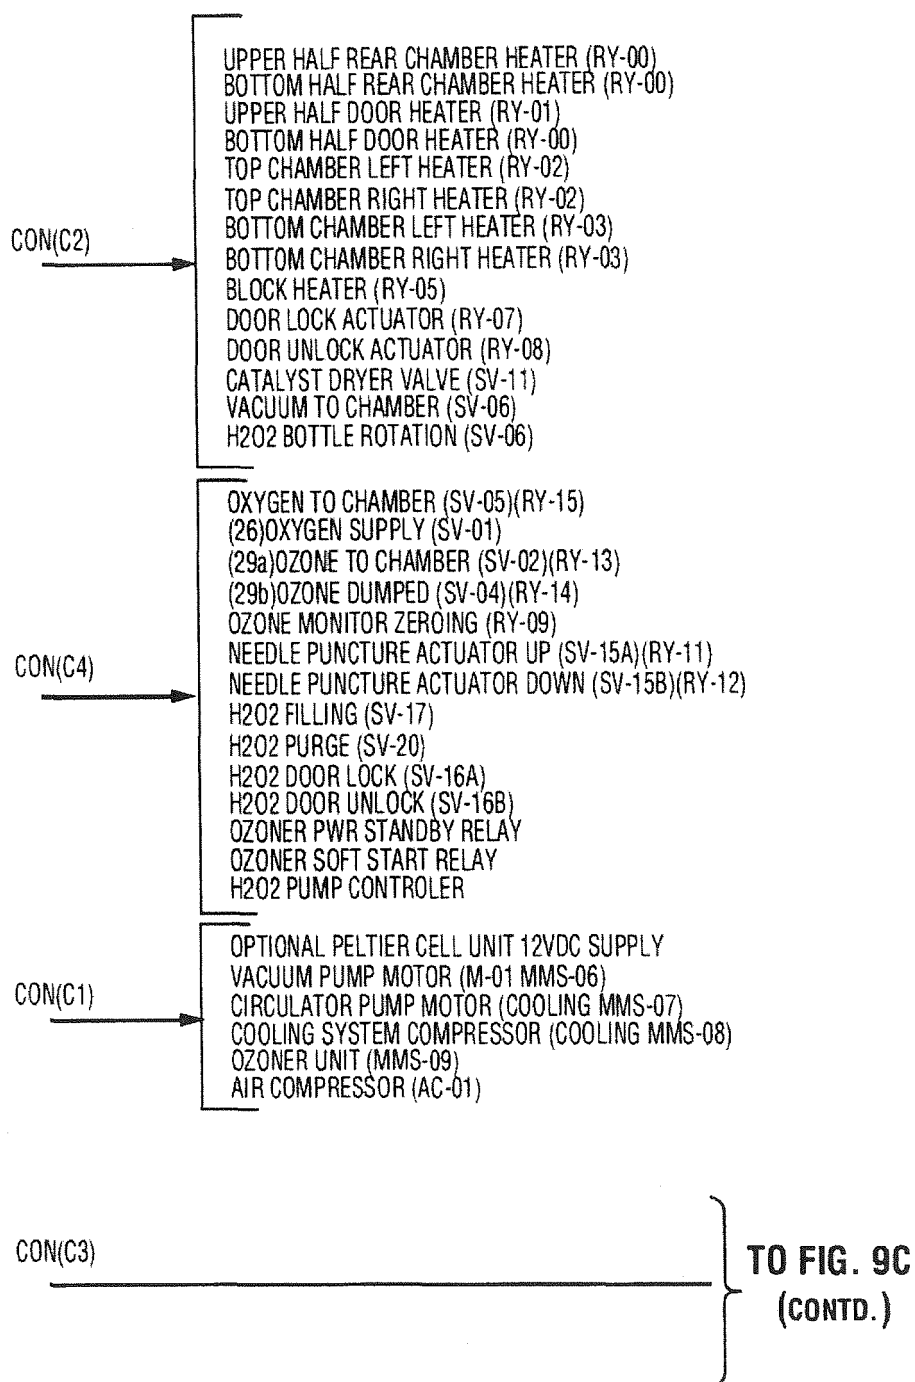 UPPER HALF REAR CHAMBER HEATER (RY-00)
BOTTOM HALF REAR CHAMBER HEATER (RY-00)
UPPER HALF DOOR HEATER (RY-01)
BOTTOM HALF DOOR HEATER (RY-00)
TOP CHAMBER LEFT HEATER (RY-02)
TOP CHAMBER RIGHT HEATER (RY-02)
BOTTOM CHAMBER LEFT HEATER (RY-03)
CON(C2)
BOTTOM CHAMBER RIGHT HEATER (RY-03)
BLOCK HEATER (RY-05)
DOOR LOCK ACTUATOR (RY-07)
DOOR UNLOCK ACTUATOR (RY-08)
CATALYST DRYER VALVE (SV-11)
VACUUM TO CHAMBER (SV-06)
H2O2 BOTTLE ROTATION (SV-06)
OXYGEN TO CHAMBER (SV-05)(RY-15)
(26)OXYGEN SUPPLY (SV-01)
(29a)OZONE TO CHAMBER (SV-02)(RY-13)
(29b)OZONE DUMPED (SV-04)(RY-14)
OZONE MONITOR ZEROING (RY-09)
NEEDLE PUNCTURE ACTUATOR UP (SV-15A)(RY-11)
CON(C4)
NEEDLE PUNCTURE ACTUATOR DOWN (SV-15B)(RY-12)
H2O2 FILLING (SV-17)
H2O2 PURGE (SV-20)
H2O2 DOOR LOCK (SV-16A)
H2O2 DOOR UNLOCK (SV-16B)
OZONER PWR STANDBY RELAY
OZONER SOFT START RELAY
H2O2 PUMP CONTROLER
OPTIONAL PELTIER CELL UNIT 12VDC SUPPLY
VACUUM PUMP MOTOR (M-01 MMS-06)
CON(C1)
CIRCULATOR PUMP MOTOR (COOLING MMS-07)
COOLING SYSTEM COMPRESSOR (COOLING MMS-08)
OZONER UNIT (MMS-09)
AIR COMPRESSOR (AC-01)
CON(C3)
TO FIG. 9C
(CONTD.)